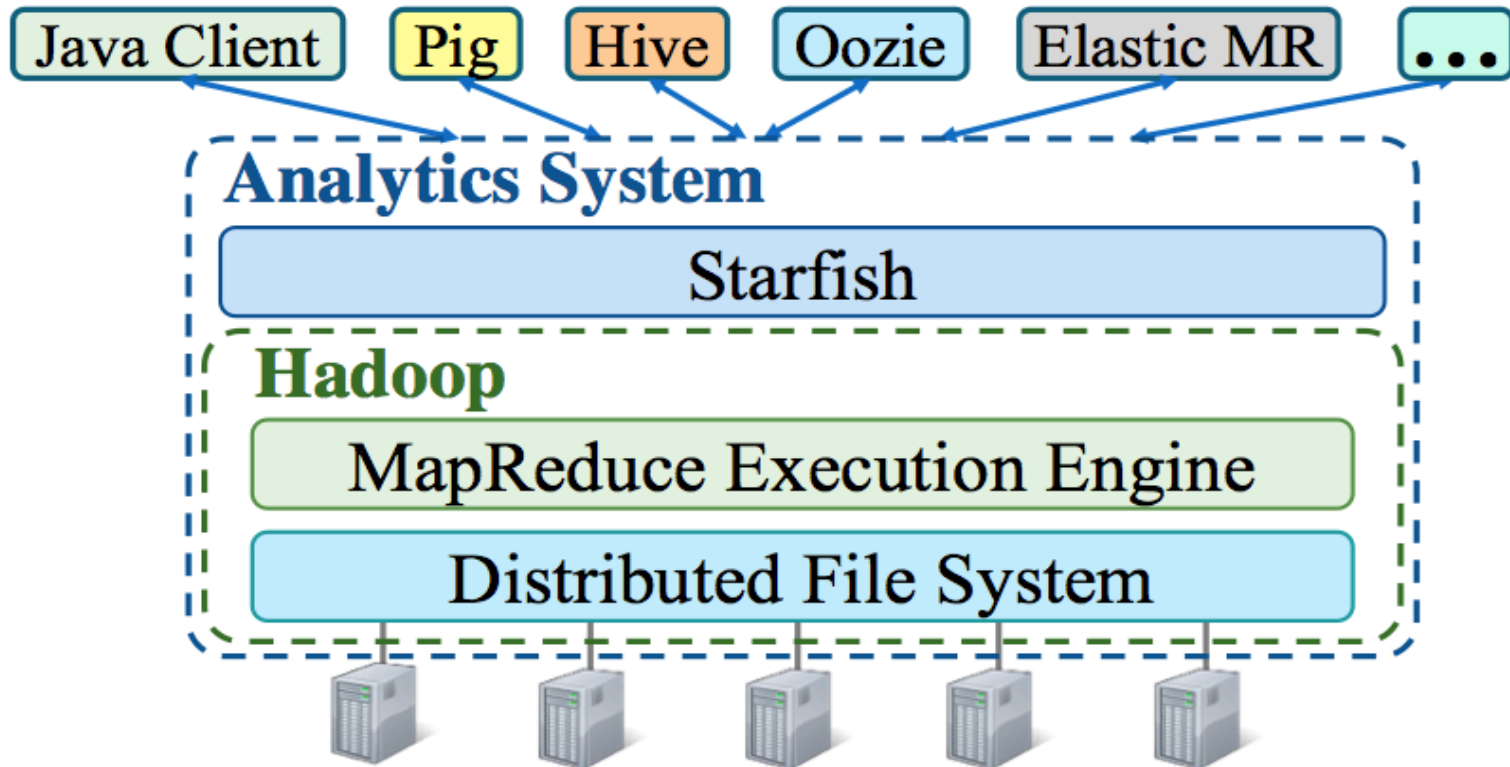 Java Client
Pig
Hive
Oozie
Elastic MR
...
Analytics System
Starfish
Hadoop
MapReduce Execution Engine
Distributed File System